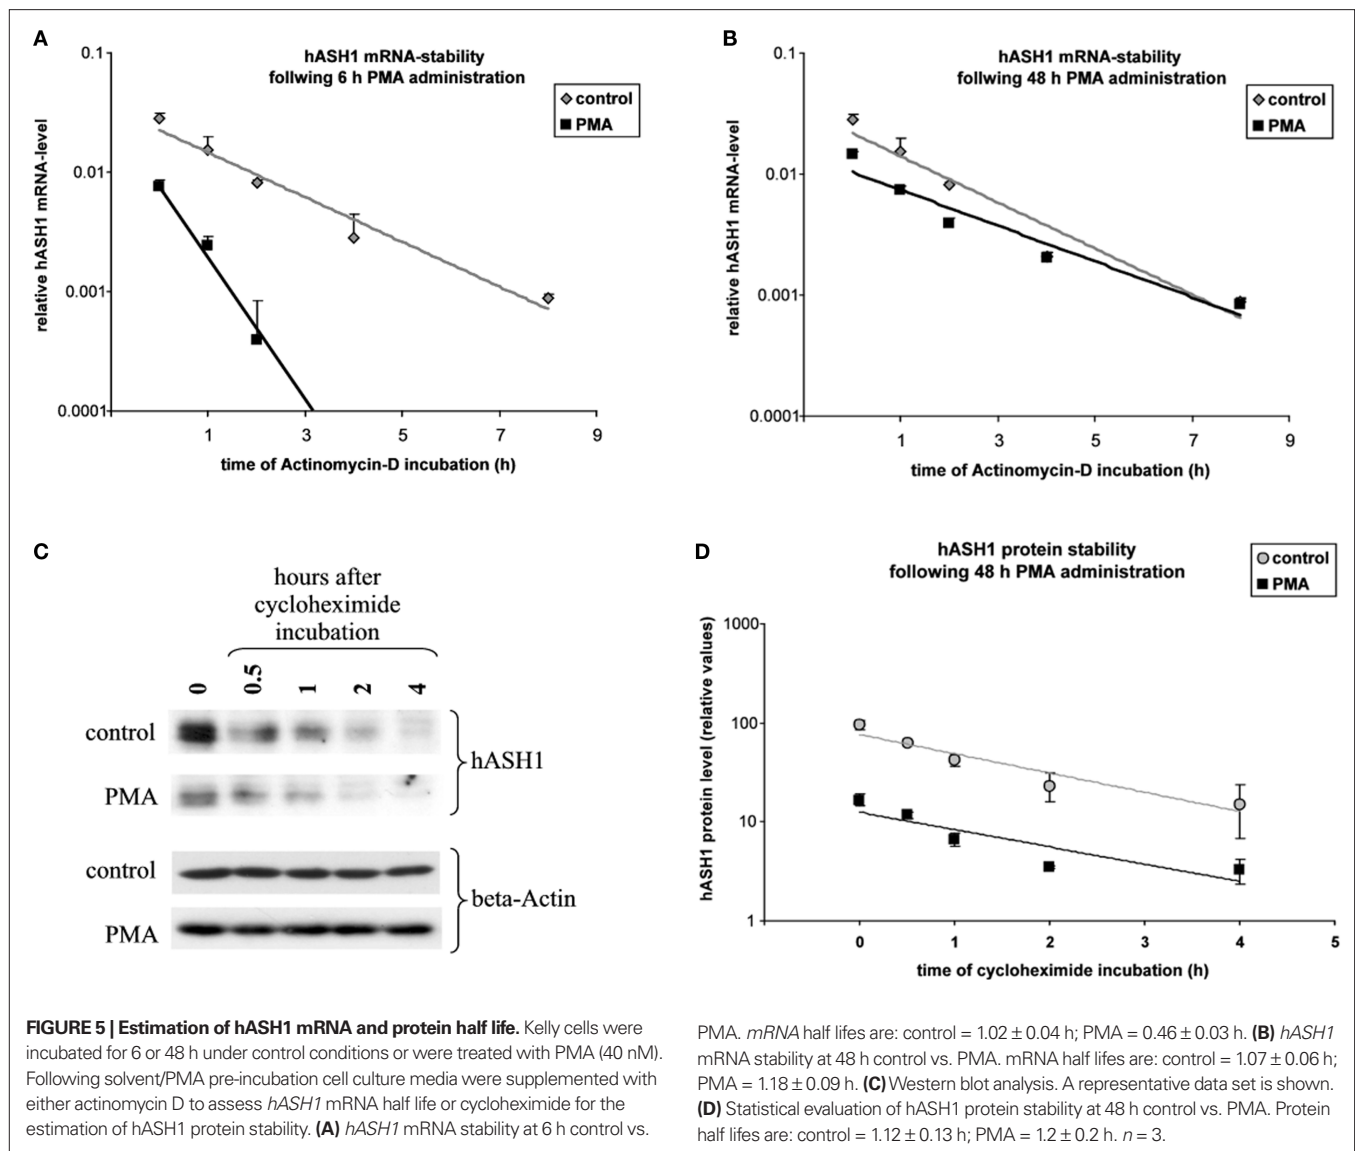 A
hASH1 mRNA-stability
follwing 6 h PMA administration
control
PMA
relative hASH1 mRNA-level
0.1
0.01
0.001
0.0001
1 3 5 7 9
time of Actinomycin-D incubation (h)
B
hASH1 mRNA-stability
follwing 48 h PMA administration
control
PMA
relative hASH1 mRNA-level
0.1
0.01
0.001
0.0001
1 3 5 7 9
time of Actinomycin-D incubation (h)
C
hours after
cycloheximide
incubation
0 0.5 1 2 4
control
PMA
hASH1
control
PMA
beta-Actin
D
hASH1 protein stability
following 48 h PMA administration
control
PMA
hASH1 protein level (relative values)
1000
100
10
1
0 1 2 3 4 5
time of cycloheximide incubation (h)
FIGURE 5 | Estimation of hASH1 mRNA and protein half life. Kelly cells were
incubated for 6 or 48 h under control conditions or were treated with PMA (40 nM).
Following solvent/PMA pre-incubation cell culture media were supplemented with
either actinomycin D to assess hASH1 mRNA half life or cycloheximide for the
estimation of hASH1 protein stability. (A) hASH1 mRNA stability at 6 h control vs.
PMA. mRNA half lifes are: control = 1.02 ± 0.04 h; PMA = 0.46 ± 0.03 h. (B) hASH1
mRNA stability at 48 h control vs. PMA. mRNA half lifes are: control = 1.07 ± 0.06 h;
PMA = 1.18 ± 0.09 h. (C) Western blot analysis. A representative data set is shown.
(D) Statistical evaluation of hASH1 protein stability at 48 h control vs. PMA. Protein
half lifes are: control = 1.12 ± 0.13 h; PMA = 1.2 ± 0.2 h. n = 3.